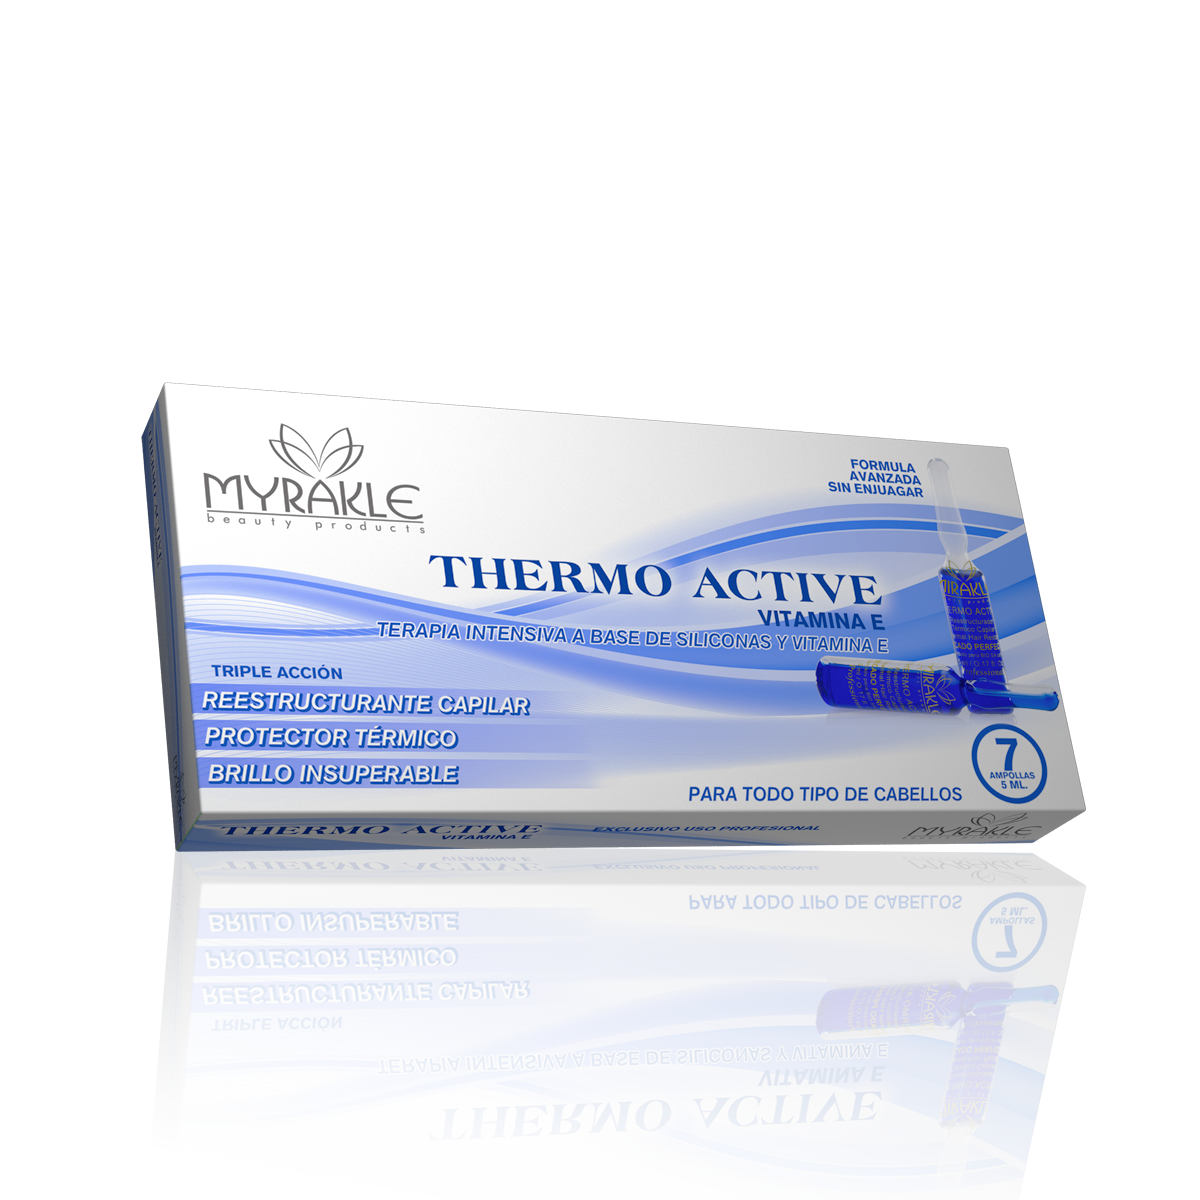 MYRAKLE
beauty products
FORMULA
AVANZADA
SIN ENJUAGAR
THERMO ACTIVE
VITAMINA E
TERAPIA INTENSIVA A BASE DE SILICONAS Y VITAMINA E
TRIPLE ACCIÓN
REESTRUCTURANTE CAPILAR
PROTECTOR TÉRMICO
BRILLO INSUPERABLE
7
AMPOLLAS
5 ML.
PARA TODO TIPO DE CABELLOS
THERMO ACTIVE
VITAMINA E
EXCLUSIVO USO PROFESIONAL
MYRAKLE